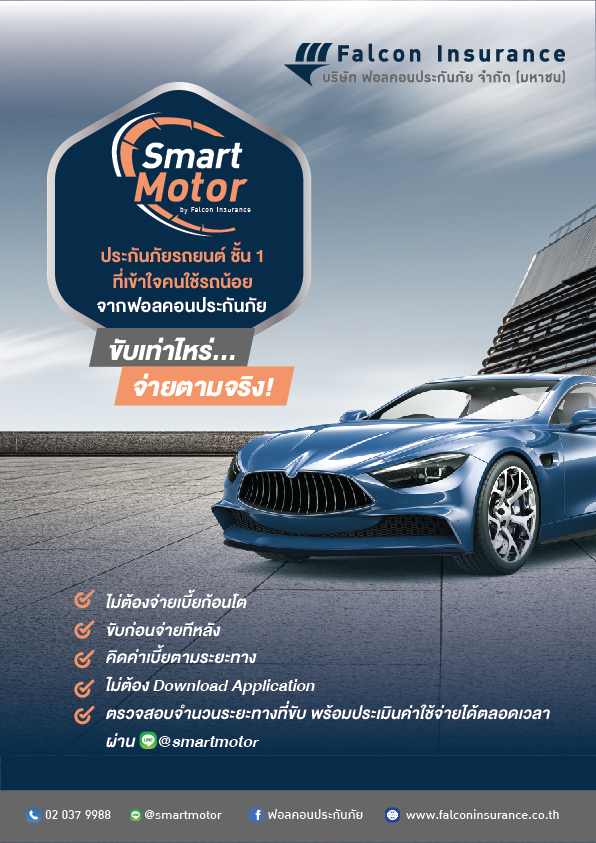 Falcon Insurance
บริษัท ฟอลคอนประกันภัย จำกัด (มหาชน)
Smart
Motor
by Falcon Insurance
ประกันภัยรถยนต์ ชั้น 1
ที่เข้าใจคนใช้รถน้อย
จากฟอลคอนประกันภัย
ขับเท่าไหร่...
จ่ายตามจริง!
ไม่ต้องจ่ายเบี้ยก้อนโต
ขับก่อนจ่ายทีหลัง
คิดค่าเบี้ยตามระยะทาง
ไม่ต้อง Download Application
ตรวจสอบจำนวนระยะทางที่ขับ พร้อมประเมินค่าใช้จ่ายได้ตลอดเวลา
ผ่าน LINE @smartmotor
02 037 9988 LINE @smartmotor f ฟอลคอนประกันภัย www.falconinsurance.co.th